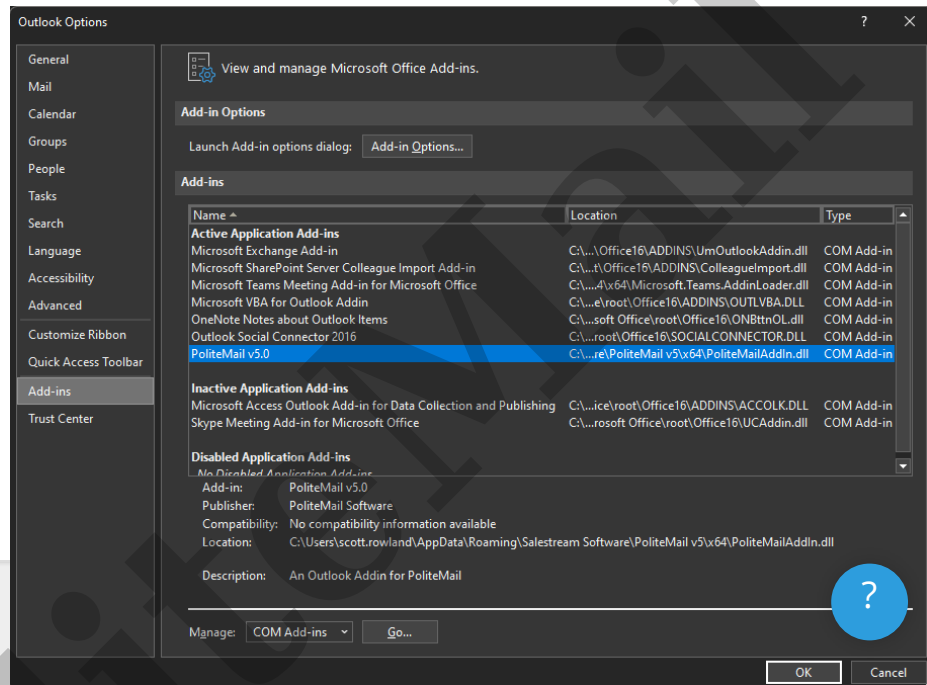 Outlook Options
?
General
Mail
Calendar
Groups
People
Tasks
Search
Language
Accessibility
Advanced
Customize Ribbon
Quick Access Toolbar
Add-ins
Trust Center
View and manage Microsoft Office Add-ins.
Add-in Options
Launch Add-in options dialog: Add-in Options...
Add-ins
Name Location Type
Active Application Add-ins
Microsoft Exchange Add-in C:\...\Office16\ADDINS\UmOutlookAddin.dll COM Add-in
Microsoft SharePoint Server Colleague Import Add-in C:\...t\Office16\ADDINS\ColleagueImport.dll COM Add-in
Microsoft Teams Meeting Add-in for Microsoft Office C:\....4\x64\Microsoft.Teams.AddinLoader.dll COM Add-in
Microsoft VBA for Outlook Addin C:\...e\root\Office16\ADDINS\OUTLVBA.DLL COM Add-in
OneNote Notes about Outlook Items C:\...soft Office\root\Office16\ONBttnOL.dll COM Add-in
Outlook Social Connector 2016 C:\...root\Office16\SOCIALCONNECTOR.DLL COM Add-in
PoliteMail v5.0 C:\...re\PoliteMail v5\x64\PoliteMailAddIn.dll COM Add-in
Inactive Application Add-ins
Microsoft Access Outlook Add-in for Data Collection and Publishing C:\...ice\root\Office16\ADDINS\ACCOLK.DLL COM Add-in
Skype Meeting Add-in for Microsoft Office C:\...rosoft Office\root\Office16\UCAddin.dll COM Add-in
Disabled Application Add-ins
No Disabled Application Add-ins
Add-in: PoliteMail v5.0
Publisher: PoliteMail Software
Compatibility: No compatibility information available
Location: C:\Users\scott.rowland\AppData\Roaming\Salestream Software\PoliteMail v5\x64\PoliteMailAddIn.dll
Description: An Outlook Addin for PoliteMail
?
Manage: COM Add-ins Go...
OK Cancel
liteMail